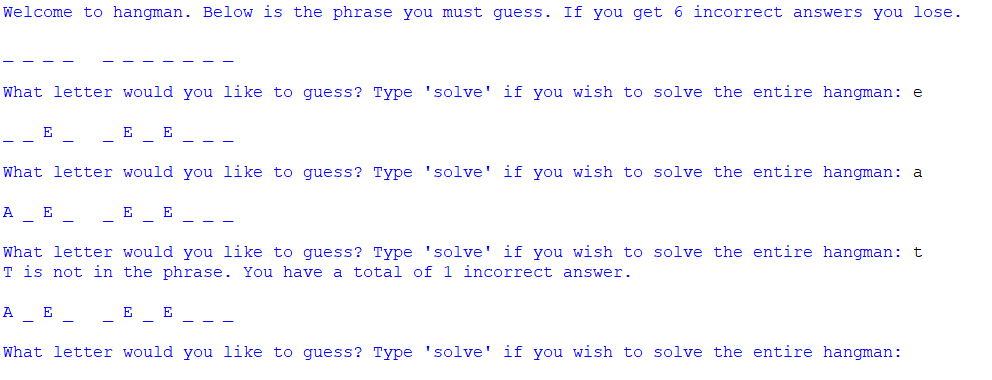 Welcome to hangman. Below is the phrase you must guess. If you get 6 incorrect answers you lose.
_ _ _ _   _ _ _ _ _ _ _
What letter would you like to guess? Type 'solve' if you wish to solve the entire hangman: e
_ _ E _   _ E _ E _ _ _
What letter would you like to guess? Type 'solve' if you wish to solve the entire hangman: a
A _ E _   _ E _ E _ _ _
What letter would you like to guess? Type 'solve' if you wish to solve the entire hangman: t
T is not in the phrase. You have a total of 1 incorrect answer.
A _ E _   _ E _ E _ _ _
What letter would you like to guess? Type 'solve' if you wish to solve the entire hangman: